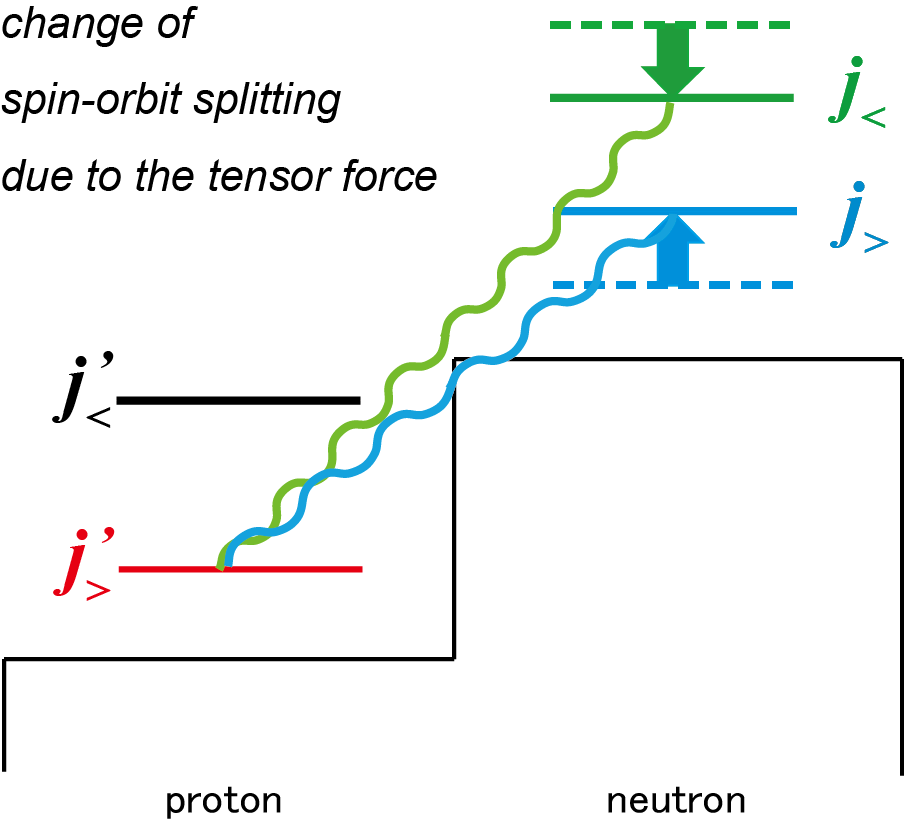 change of
spin-orbit splitting
due to the tensor force
j<
j>
j’<
j’>
proton
neutron